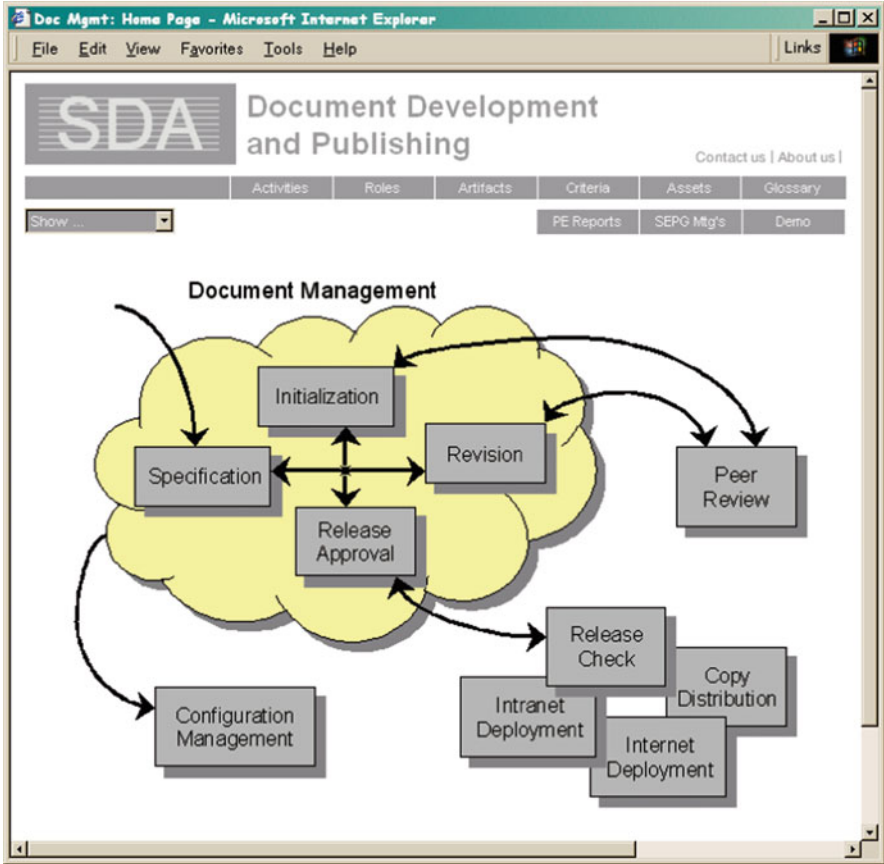 Doc Mgmt: Home Page - Microsoft Internet Explorer
File Edit View Favorites Tools Help Links
SDA
Document Development
and Publishing
Contact us | About us |
Activities Roles Artifacts Criteria Assets Glossary
Show ... PE Reports SEPG Mtg's Demo
Document Management
Initialization
Revision
Specification
Peer
Review
Release
Approval
Release
Check
Copy
Distribution
Intranet
Deployment
Configuration
Management
Internet
Deployment